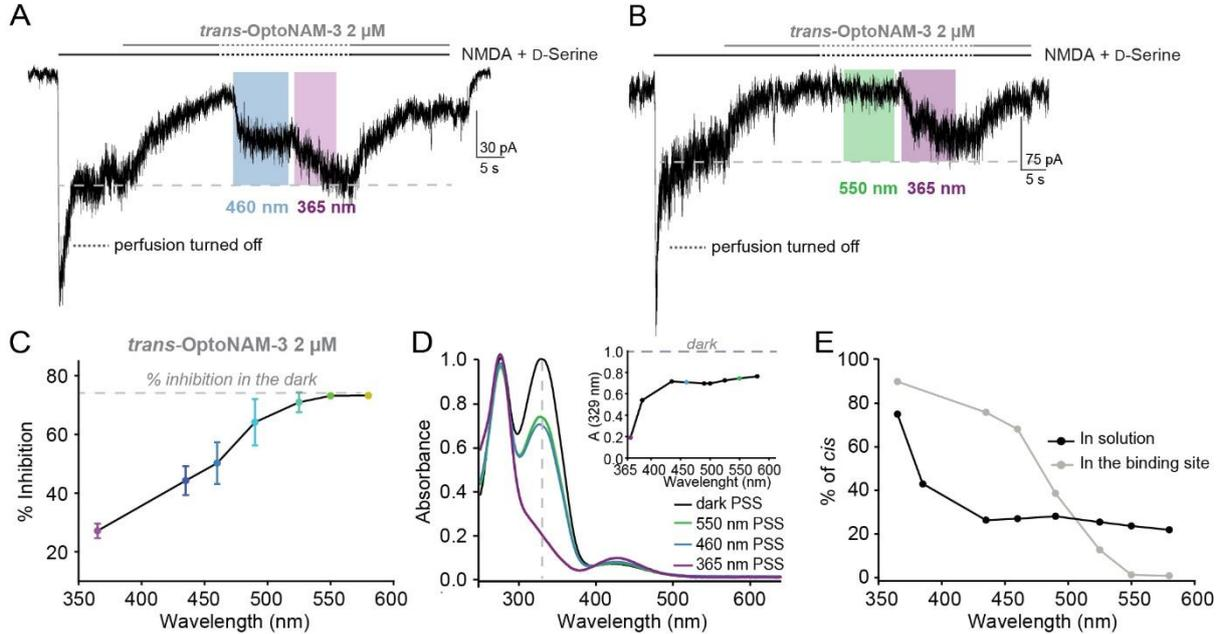 A
trans-OptoNAM-3 2 µM
NMDA + D-Serine
30 pA
5 s
460 nm
365 nm
perfusion turned off
B
trans-OptoNAM-3 2 µM
NMDA + D-Serine
75 pA
5 s
550 nm
365 nm
perfusion turned off
C
trans-OptoNAM-3 2 µM
% inhibition in the dark
80
60
40
20
350 400 450 500 550 600
% Inhibition
Wavelength (nm)
D
1.0
0.8
0.6
0.4
0.2
0.0
300 400 500 600
Absorbance
Wavelength (nm)
dark
1.0
0.8
0.6
0.4
0.2
0.0
365 400 450 500 550 600
A (329 nm)
Wavelenght (nm)
dark PSS
550 nm PSS
460 nm PSS
365 nm PSS
E
100
80
60
40
20
0
350 400 450 500 550 600
% of cis
Wavelength (nm)
In solution
In the binding site